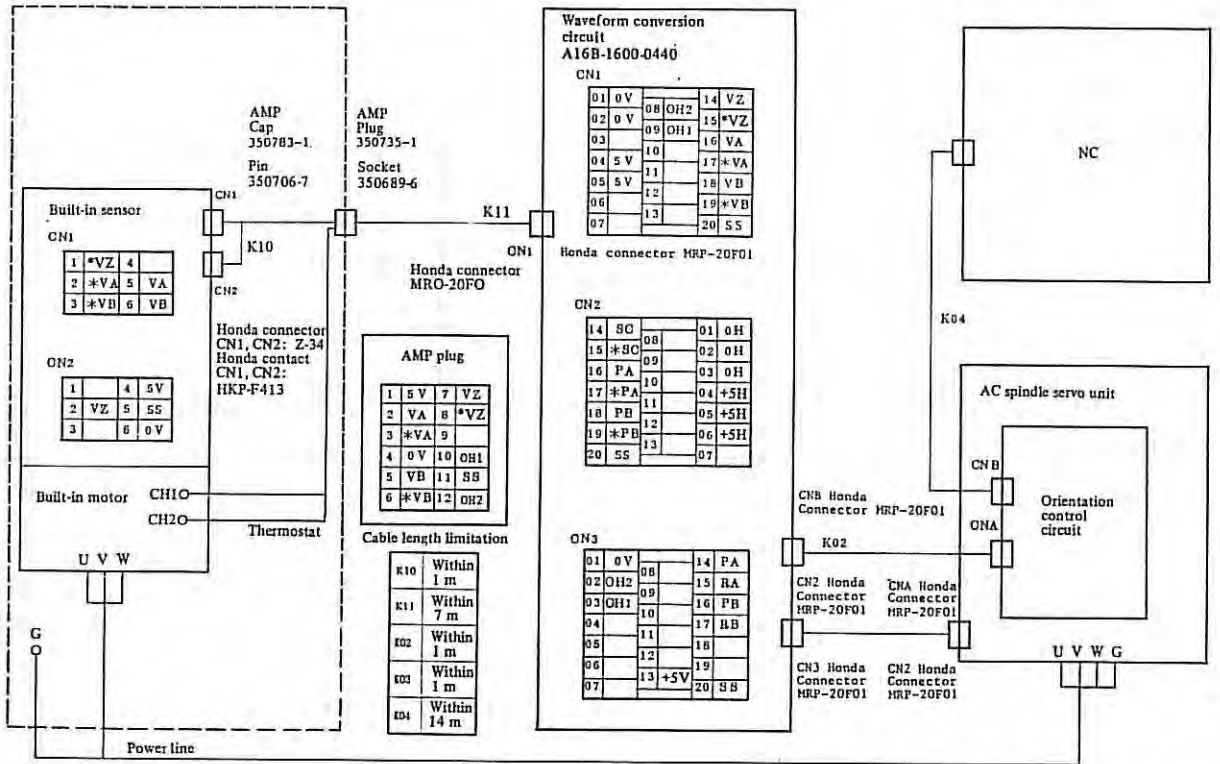 Waveform conversion
circuit
A16B-1600-0440
CN1
01 0V 08 OH2 14 VZ
02 0V 09 OH1 15 *VZ
03 10 16 VA
04 5V 11 17 *VA
05 5V 12 18 VB
06 13 19 *VB
07 20 SS
Honda connector MRP-20F01
CN2
14 SC 08 01 0H
15 *SC 09 02 0H
16 PA 10 03 0H
17 *PA 11 04 +5H
18 PB 12 05 +5H
19 *PB 13 06 +5H
20 SS 07
CN3
01 0V 08 14 PA
02 OH2 09 15 RA
03 OH1 10 16 PB
04 11 17 RB
05 12 18
06 13 +5V 19
07 20 SB
AMP
Cap
350783-1.
Pin
350706-7
AMP
Plug
350735-1
Socket
350689-6
Built-in sensor
CN1
1 *VZ 4
2 *VA 5 VA
3 *VB 6 VB
ON2
1 4 5V
2 VZ 5 SS
3 6 0V
CN1
K10
CN2
Honda connector
CN1, CN2: Z-34
Honda contact
CN1, CN2:
HKP-F413
Built-in motor
CH1
CH2
Thermostat
U V W
G
Power line
K11
ON1
Honda connector
MRO-20FO
AMP plug
1 5V 7 VZ
2 VA 8 *VZ
3 *VA 9
4 0V 10 OH1
5 VB 11 SS
6 *VB 12 OH2
Cable length limitation
K10 Within 1 m
K11 Within 7 m
K02 Within 1 m
K03 Within 1 m
K04 Within 14 m
NC
K04
AC spindle servo unit
CNB
ONA
Orientation
control
circuit
CNB Honda
Connector MRP-20F01
K02
CN2 Honda
Connector
MRP-20F01
CNA Honda
Connector
MRP-20F01
CN3 Honda
Connector
MRP-20F01
CN2 Honda
Connector
MRP-20F01
U V W G